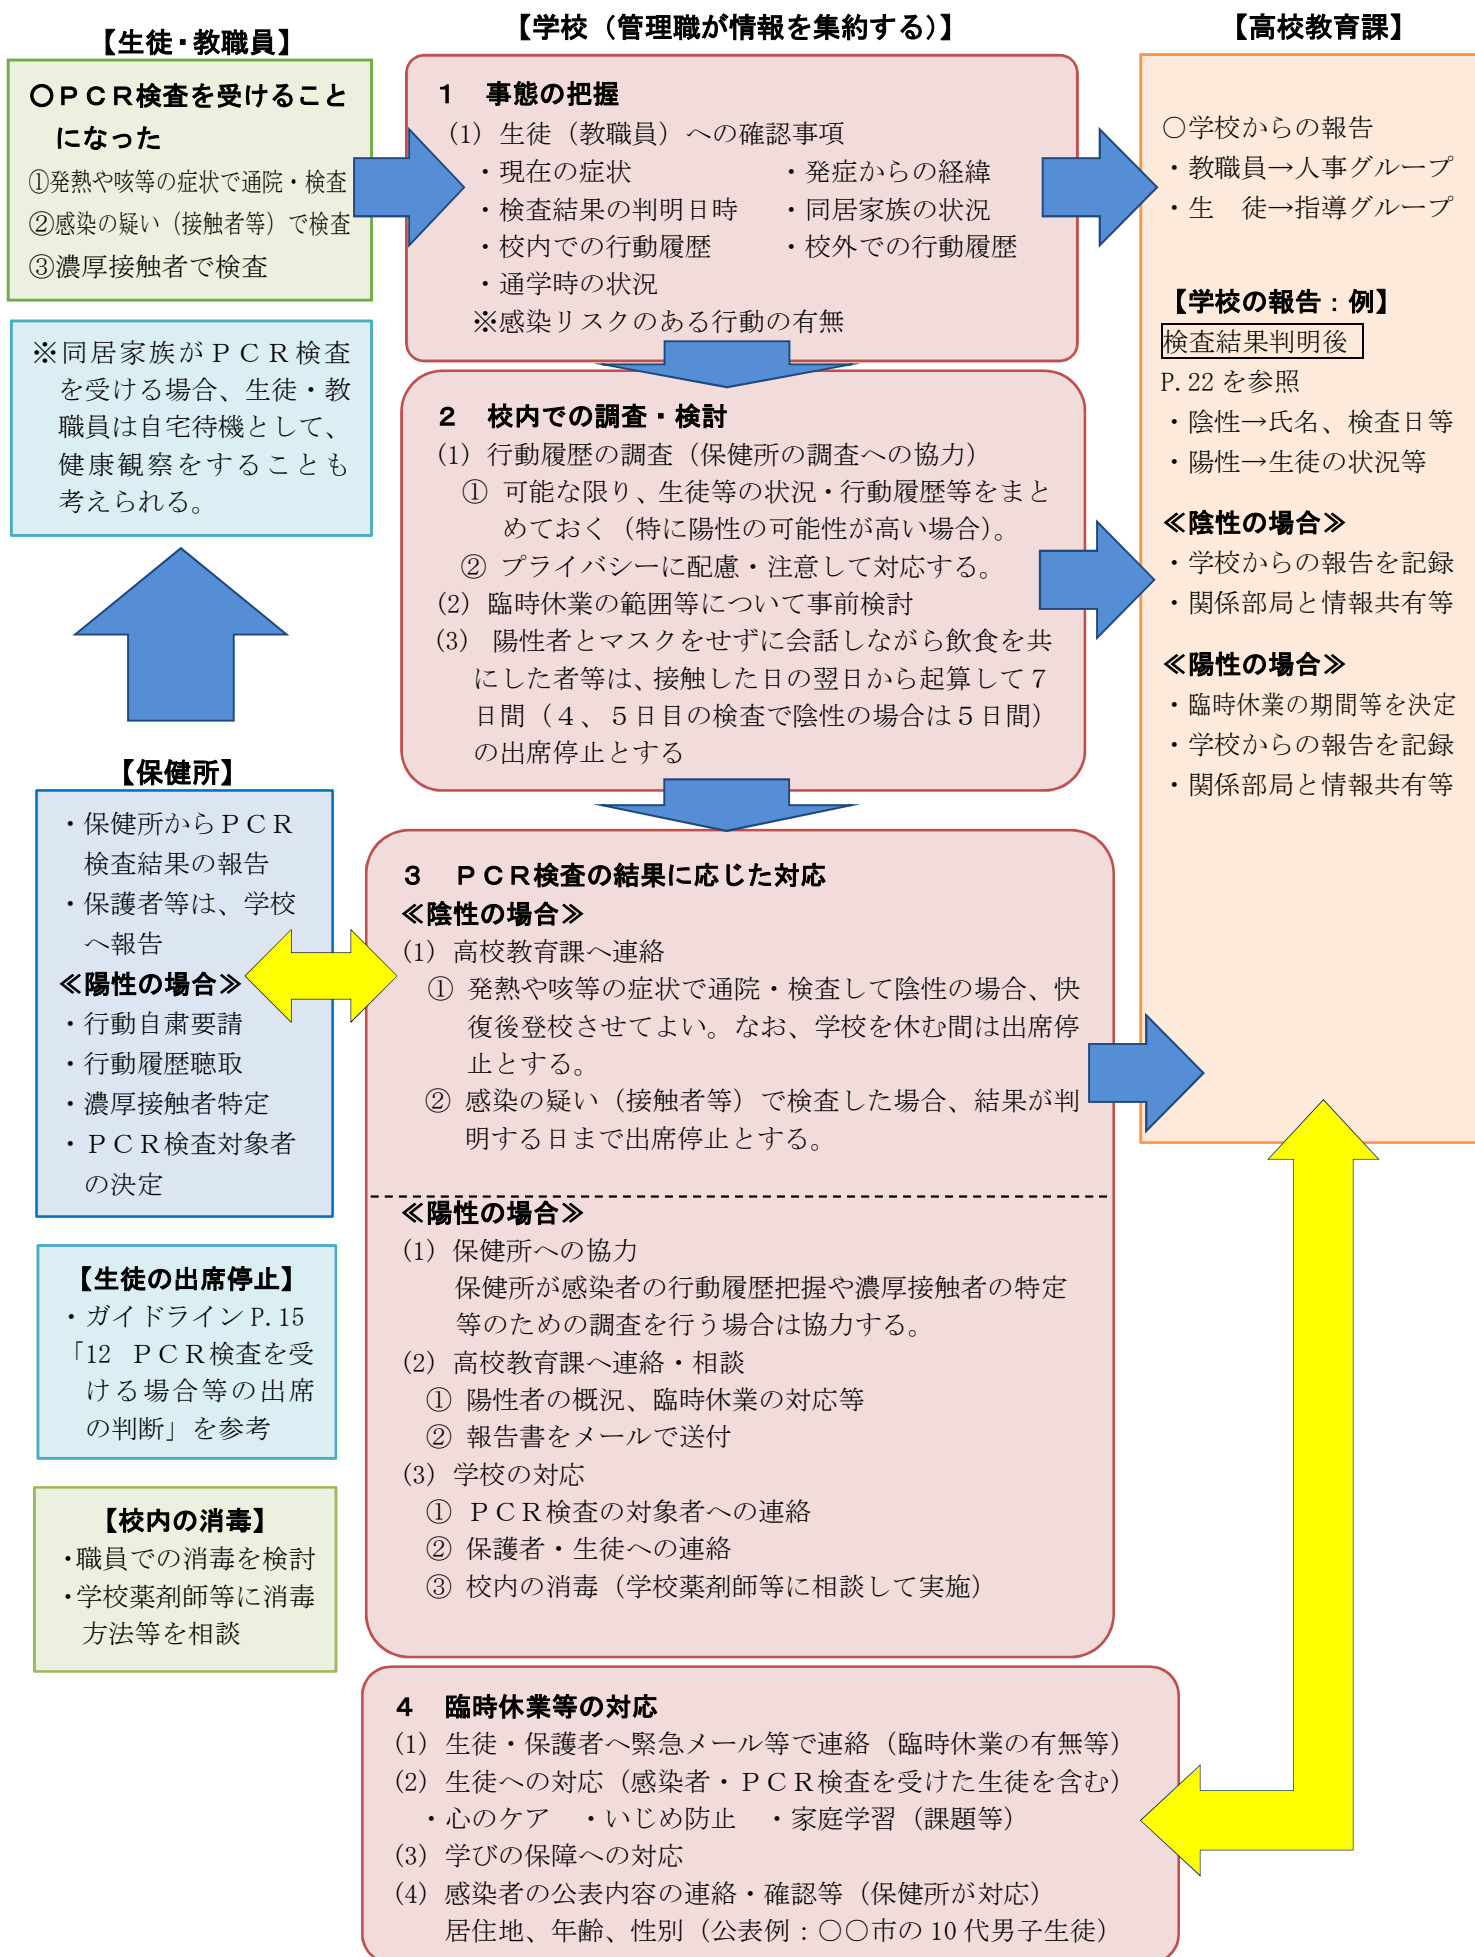 【生徒・教職員】
○ＰＣＲ検査を受けること
になった
①発熱や咳等の症状で通院・検査
②感染の疑い（接触者等）で検査
③濃厚接触者で検査
※同居家族がＰＣＲ検査
を受ける場合、生徒・教
職員は自宅待機として、
健康観察をすることも
考えられる。
【保健所】
・保健所からＰＣＲ
検査結果の報告
・保護者等は、学校
へ報告
≪陽性の場合≫
・行動自粛要請
・行動履歴聴取
・濃厚接触者特定
・ＰＣＲ検査対象者
の決定
【生徒の出席停止】
・ガイドライン P.15
「12　ＰＣＲ検査を受
ける場合等の出席
の判断」を参考
【校内の消毒】
・職員での消毒を検討
・学校薬剤師等に消毒
方法等を相談
【学校（管理職が情報を集約する）】
１　事態の把握
(1) 生徒（教職員）への確認事項
・現在の症状　・発症からの経緯
・検査結果の判明日時　・同居家族の状況
・校内での行動履歴　・校外での行動履歴
・通学時の状況
※感染リスクのある行動の有無
２　校内での調査・検討
(1) 行動履歴の調査（保健所の調査への協力）
① 可能な限り、生徒等の状況・行動履歴等をまと
めておく（特に陽性の可能性が高い場合）。
② プライバシーに配慮・注意して対応する。
(2) 臨時休業の範囲等について事前検討
(3) 陽性者とマスクをせずに会話しながら飲食を共
にした者等は、接触した日の翌日から起算して７
日間（４、５日目の検査で陰性の場合は５日間）
の出席停止とする
３　ＰＣＲ検査の結果に応じた対応
≪陰性の場合≫
(1) 高校教育課へ連絡
① 発熱や咳等の症状で通院・検査して陰性の場合、快
復後登校させてよい。なお、学校を休む間は出席停
止とする。
② 感染の疑い（接触者等）で検査した場合、結果が判
明する日まで出席停止とする。
≪陽性の場合≫
(1) 保健所への協力
保健所が感染者の行動履歴把握や濃厚接触者の特定
等のための調査を行う場合は協力する。
(2) 高校教育課へ連絡・相談
① 陽性者の概況、臨時休業の対応等
② 報告書をメールで送付
(3) 学校の対応
① ＰＣＲ検査の対象者への連絡
② 保護者・生徒への連絡
③ 校内の消毒（学校薬剤師等に相談して実施）
４　臨時休業等の対応
(1) 生徒・保護者へ緊急メール等で連絡（臨時休業の有無等）
(2) 生徒への対応（感染者・ＰＣＲ検査を受けた生徒を含む）
・心のケア　・いじめ防止　・家庭学習（課題等）
(3) 学びの保障への対応
(4) 感染者の公表内容の連絡・確認等（保健所が対応）
居住地、年齢、性別（公表例：○○市の 10 代男子生徒）
【高校教育課】
○学校からの報告
・教職員→人事グループ
・生　徒→指導グループ
【学校の報告：例】
検査結果判明後
P.22 を参照
・陰性→氏名、検査日等
・陽性→生徒の状況等
≪陰性の場合≫
・学校からの報告を記録
・関係部局と情報共有等
≪陽性の場合≫
・臨時休業の期間等を決定
・学校からの報告を記録
・関係部局と情報共有等